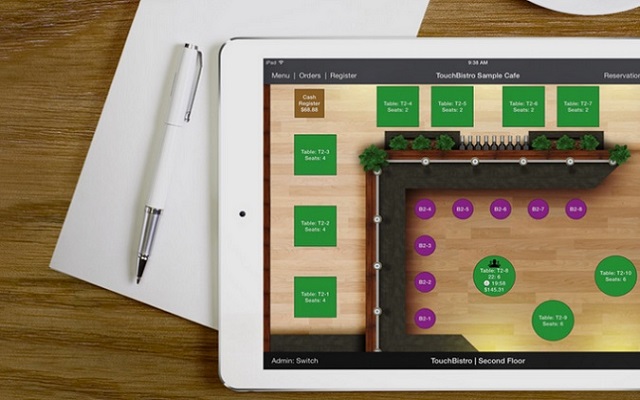 iPad
9:38 AM
Menu | Orders | Register
TouchBistro Sample Cafe
Reservation
Cash
Register
$68.88
Table: T2-4
Seats: 2
Table: T2-5
Seats: 2
Table: T2-6
Seats: 2
Table: T2-7
Seats: 2
Table: T2-3
Seats: 4
Table: T2-2
Seats: 4
Table: T2-1
Seats: 4
B2-4
B2-5
B2-6
B2-7
B2-8
B2-3
B2-2
B2-1
Table: T2-8
19:58
$145.21
Table: T2-10
Seats: 6
Table: T2-9
Seats: 6
Admin: Switch
TouchBistro | Second Floor